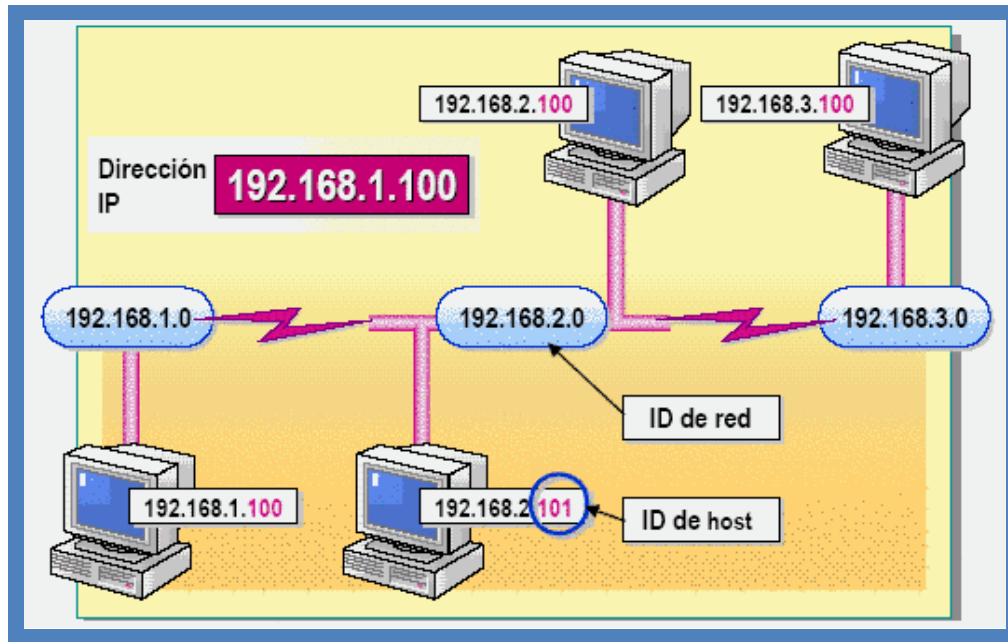 192.168.2.100
192.168.3.100
Dirección
IP
192.168.1.100
192.168.1.0
192.168.2.0
192.168.3.0
ID de red
192.168.1.100
192.168.2.101
ID de host